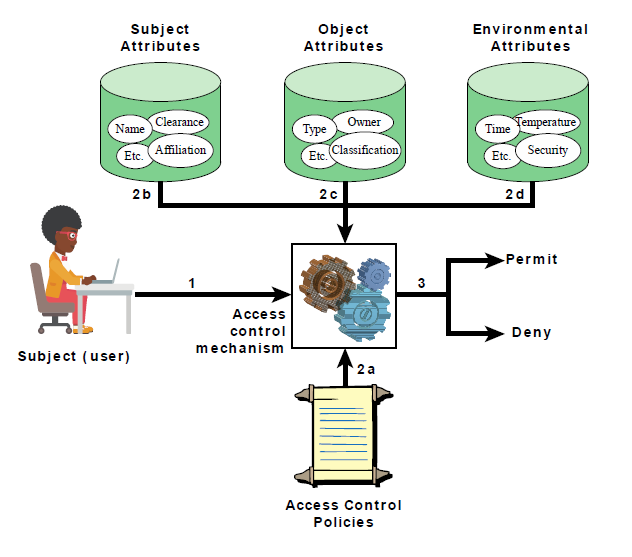 Subject
Attributes
Object
Attributes
Environmental
Attributes
Name
Clearance
Etc.
Affiliation
Type
Owner
Etc.
Classification
Time
Temperature
Etc.
Security
2b
2c
2d
1
3
Permit
Deny
Access
control
mechanism
Subject (user)
2a
Access Control
Policies